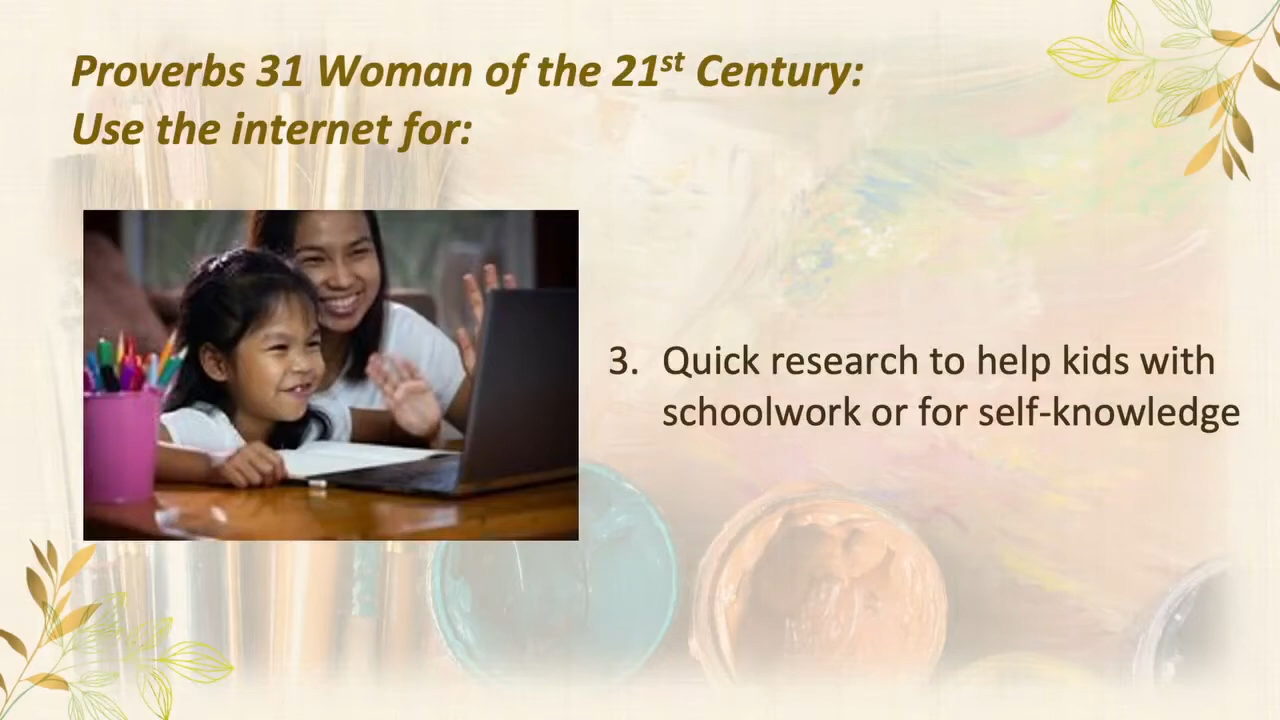 Proverbs 31 Woman of the 21st Century:
Use the internet for:
3. Quick research to help kids with
schoolwork or for self-knowledge